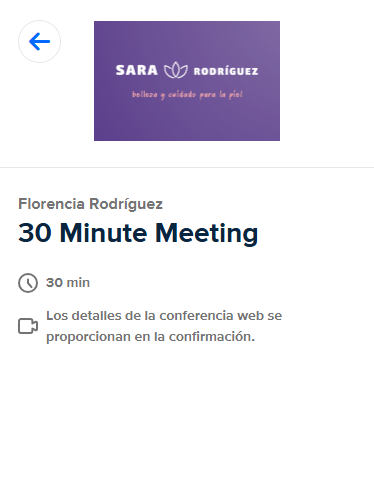 SARA RODRÍGUEZ
belleza y cuidado para la piel
Florencia Rodríguez
30 Minute Meeting
30 min
Los detalles de la conferencia web se
proporcionan en la confirmación.